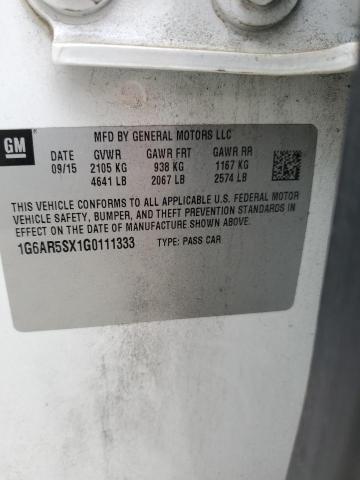 GM
MFD BY GENERAL MOTORS LLC
DATE GVWR GAWR FRT GAWR RR
09/15 2105 KG 938 KG 1167 KG
4641 LB 2067 LB 2574 LB
THIS VEHICLE CONFORMS TO ALL APPLICABLE U.S. FEDERAL MOTOR
VEHICLE SAFETY, BUMPER, AND THEFT PREVENTION STANDARDS IN
EFFECT ON THE DATE OF MANUFACTURE SHOWN ABOVE.
1G6AR5SX1G0111333 TYPE: PASS CAR